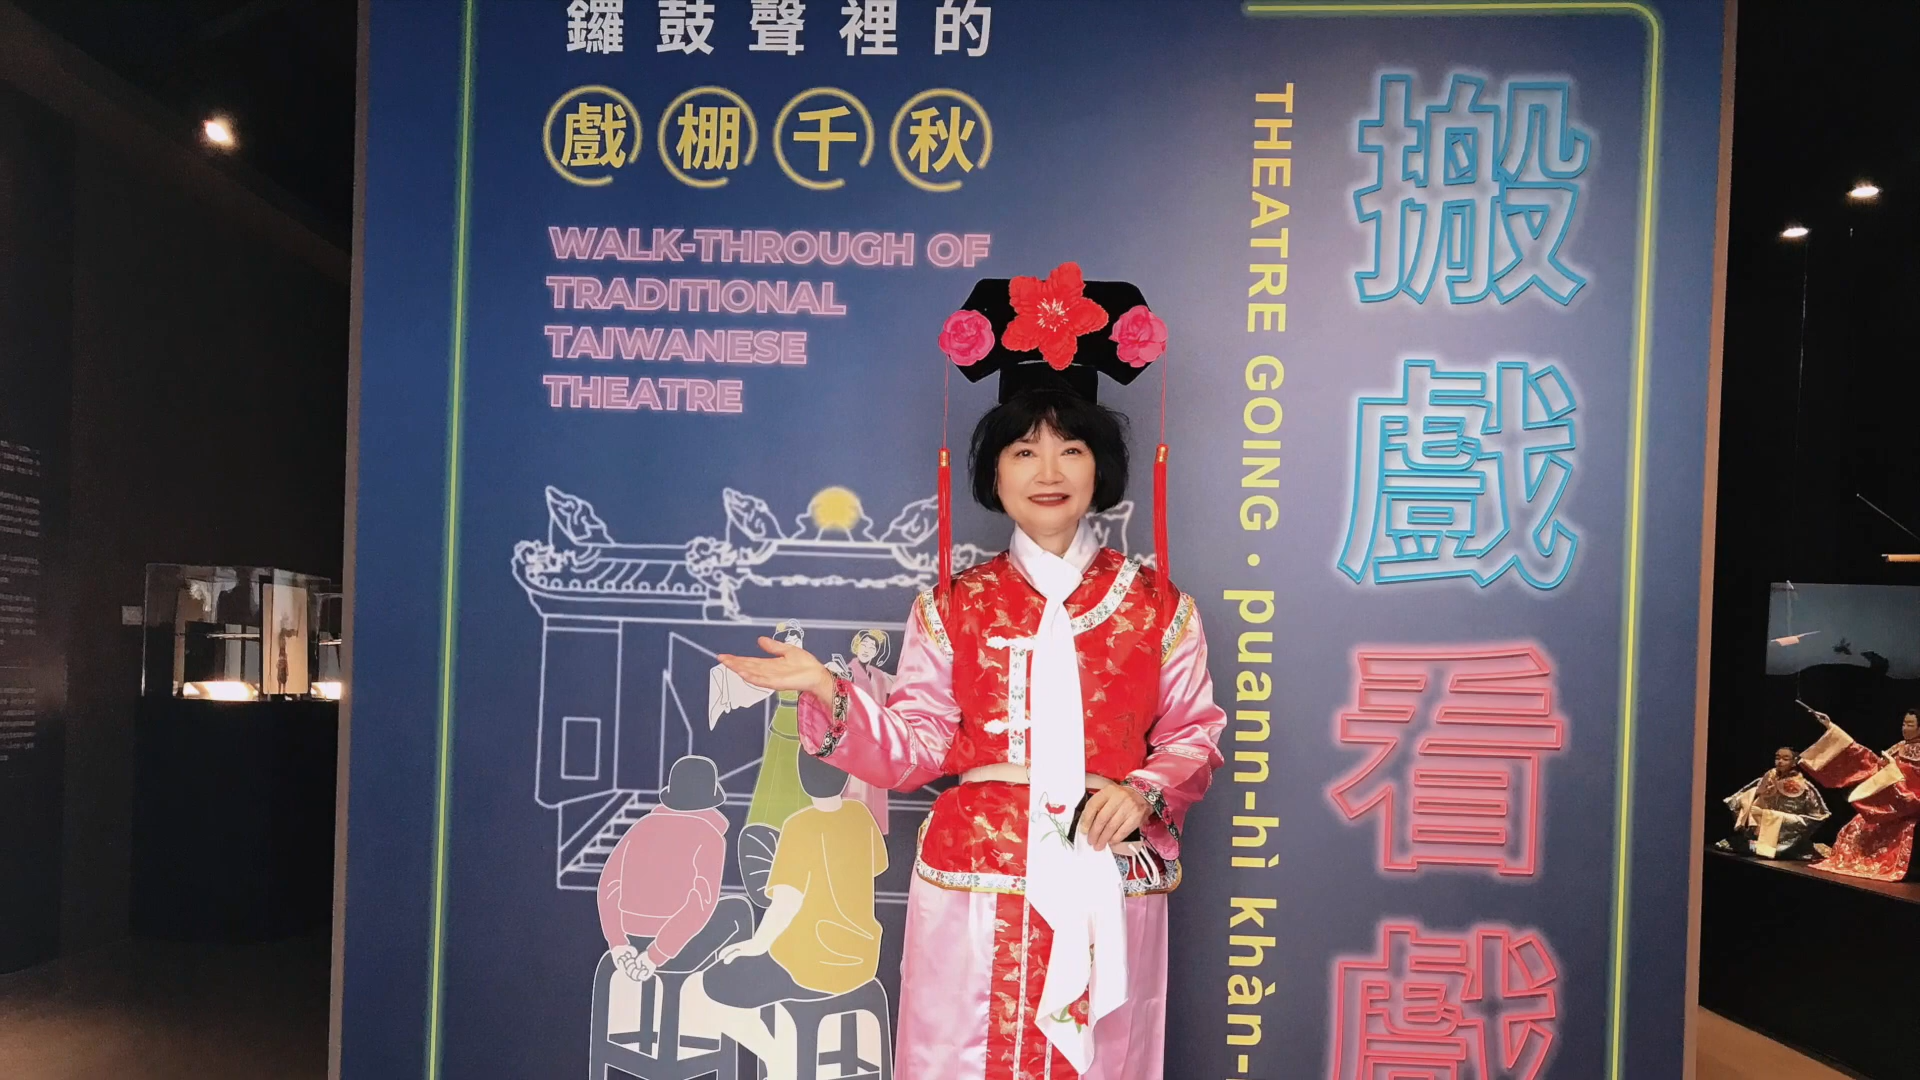 鑼鼓聲裡的
戲棚千秋
WALK-THROUGH OF
TRADITIONAL
TAIWANESE
THEATRE
搬戲看戲
THEATRE GOING · puann-hì khàn-